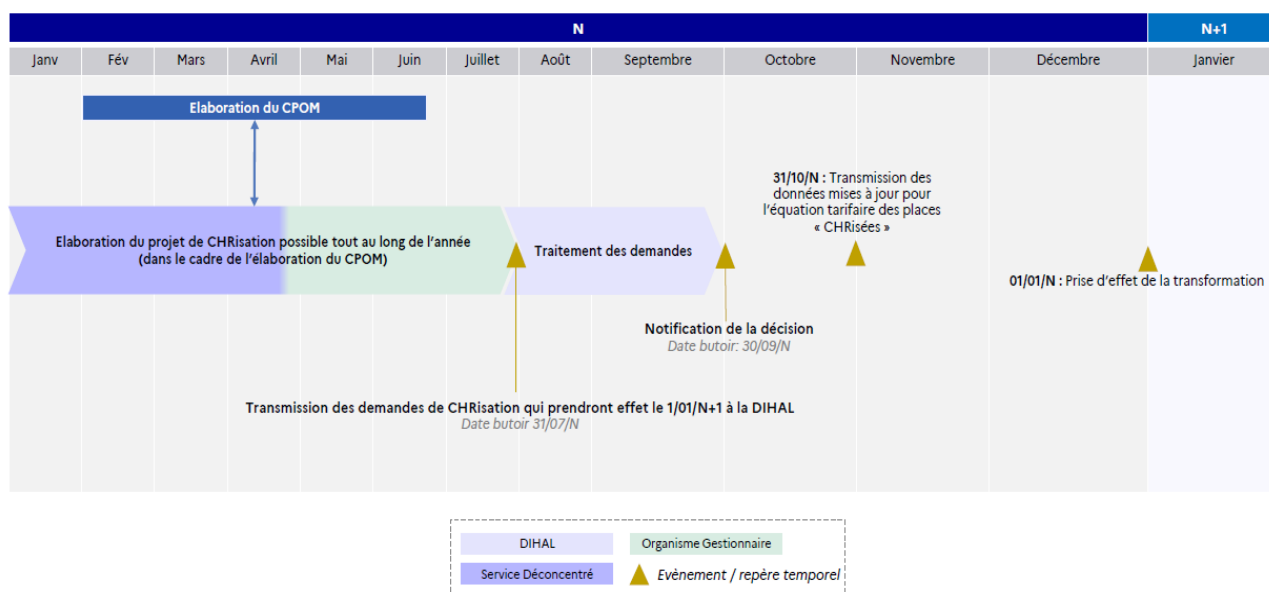 N N+1
Janv Fév Mars Avril Mai Juin Juillet Août Septembre Octobre Novembre Décembre Janvier
Elaboration du CPOM
31/10/N : Transmission des
données mises à jour pour
l'équation tarifaire des places
« CHRisées »
Elaboration du projet de CHRisation possible tout au long de l'année
(dans le cadre de l'élaboration du CPOM)
Traitement des demandes
01/01/N : Prise d'effet de la transformation
Notification de la décision
Date butoir: 30/09/N
Transmission des demandes de CHRisation qui prendront effet le 1/01/N+1 à la DIHAL
Date butoir 31/07/N
DIHAL
Organisme Gestionnaire
Service Déconcentré
Evènement / repère temporel